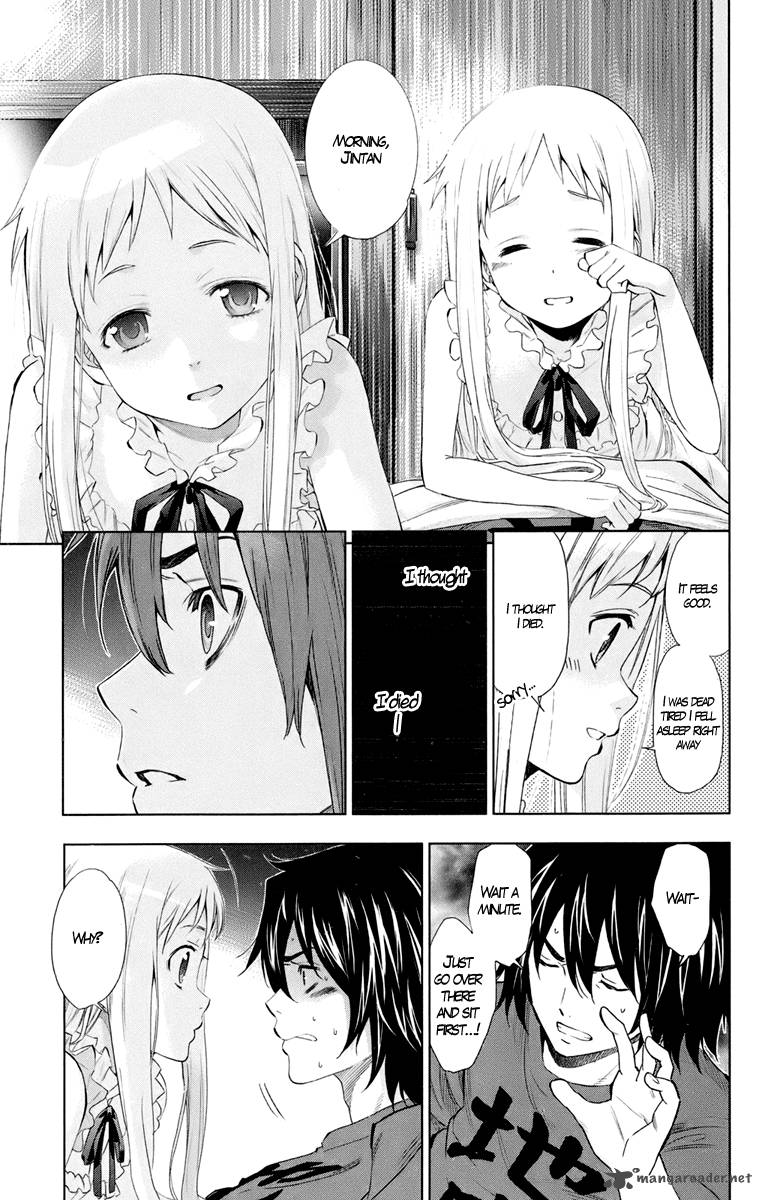 MORNING,
JINTAN
IT FEELS
GOOD.
I WAS DEAD
TIRED I FELL
ASLEEP RIGHT
AWAY
I THOUGHT
I DIED.
SORRY...
I thought
I died
!
WAIT-
WAIT A
MINUTE.
JUST
GO OVER
THERE
AND SIT
FIRST...!
WHY?
地
mangareader.net